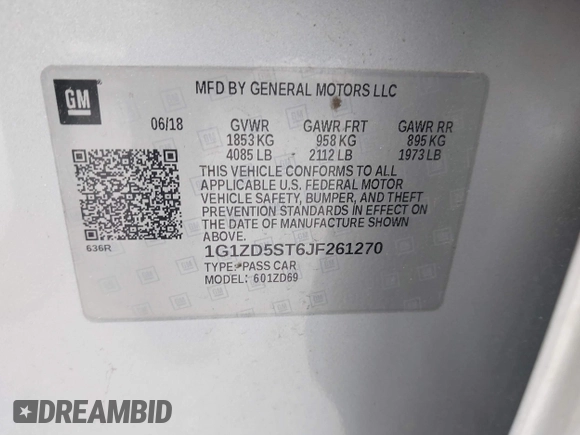 GM
MFD BY GENERAL MOTORS LLC
06/18 GVWR GAWR FRT GAWR RR
1853 KG 958 KG 895 KG
4085 LB 2112 LB 1973 LB
THIS VEHICLE CONFORMS TO ALL
APPLICABLE U.S. FEDERAL MOTOR
VEHICLE SAFETY, BUMPER, AND THEFT
PREVENTION STANDARDS IN EFFECT ON
THE DATE OF MANUFACTURE SHOWN
ABOVE.
636R
1G1ZD5ST6JF261270
TYPE: PASS CAR
MODEL: 601ZD69
DREAMBID